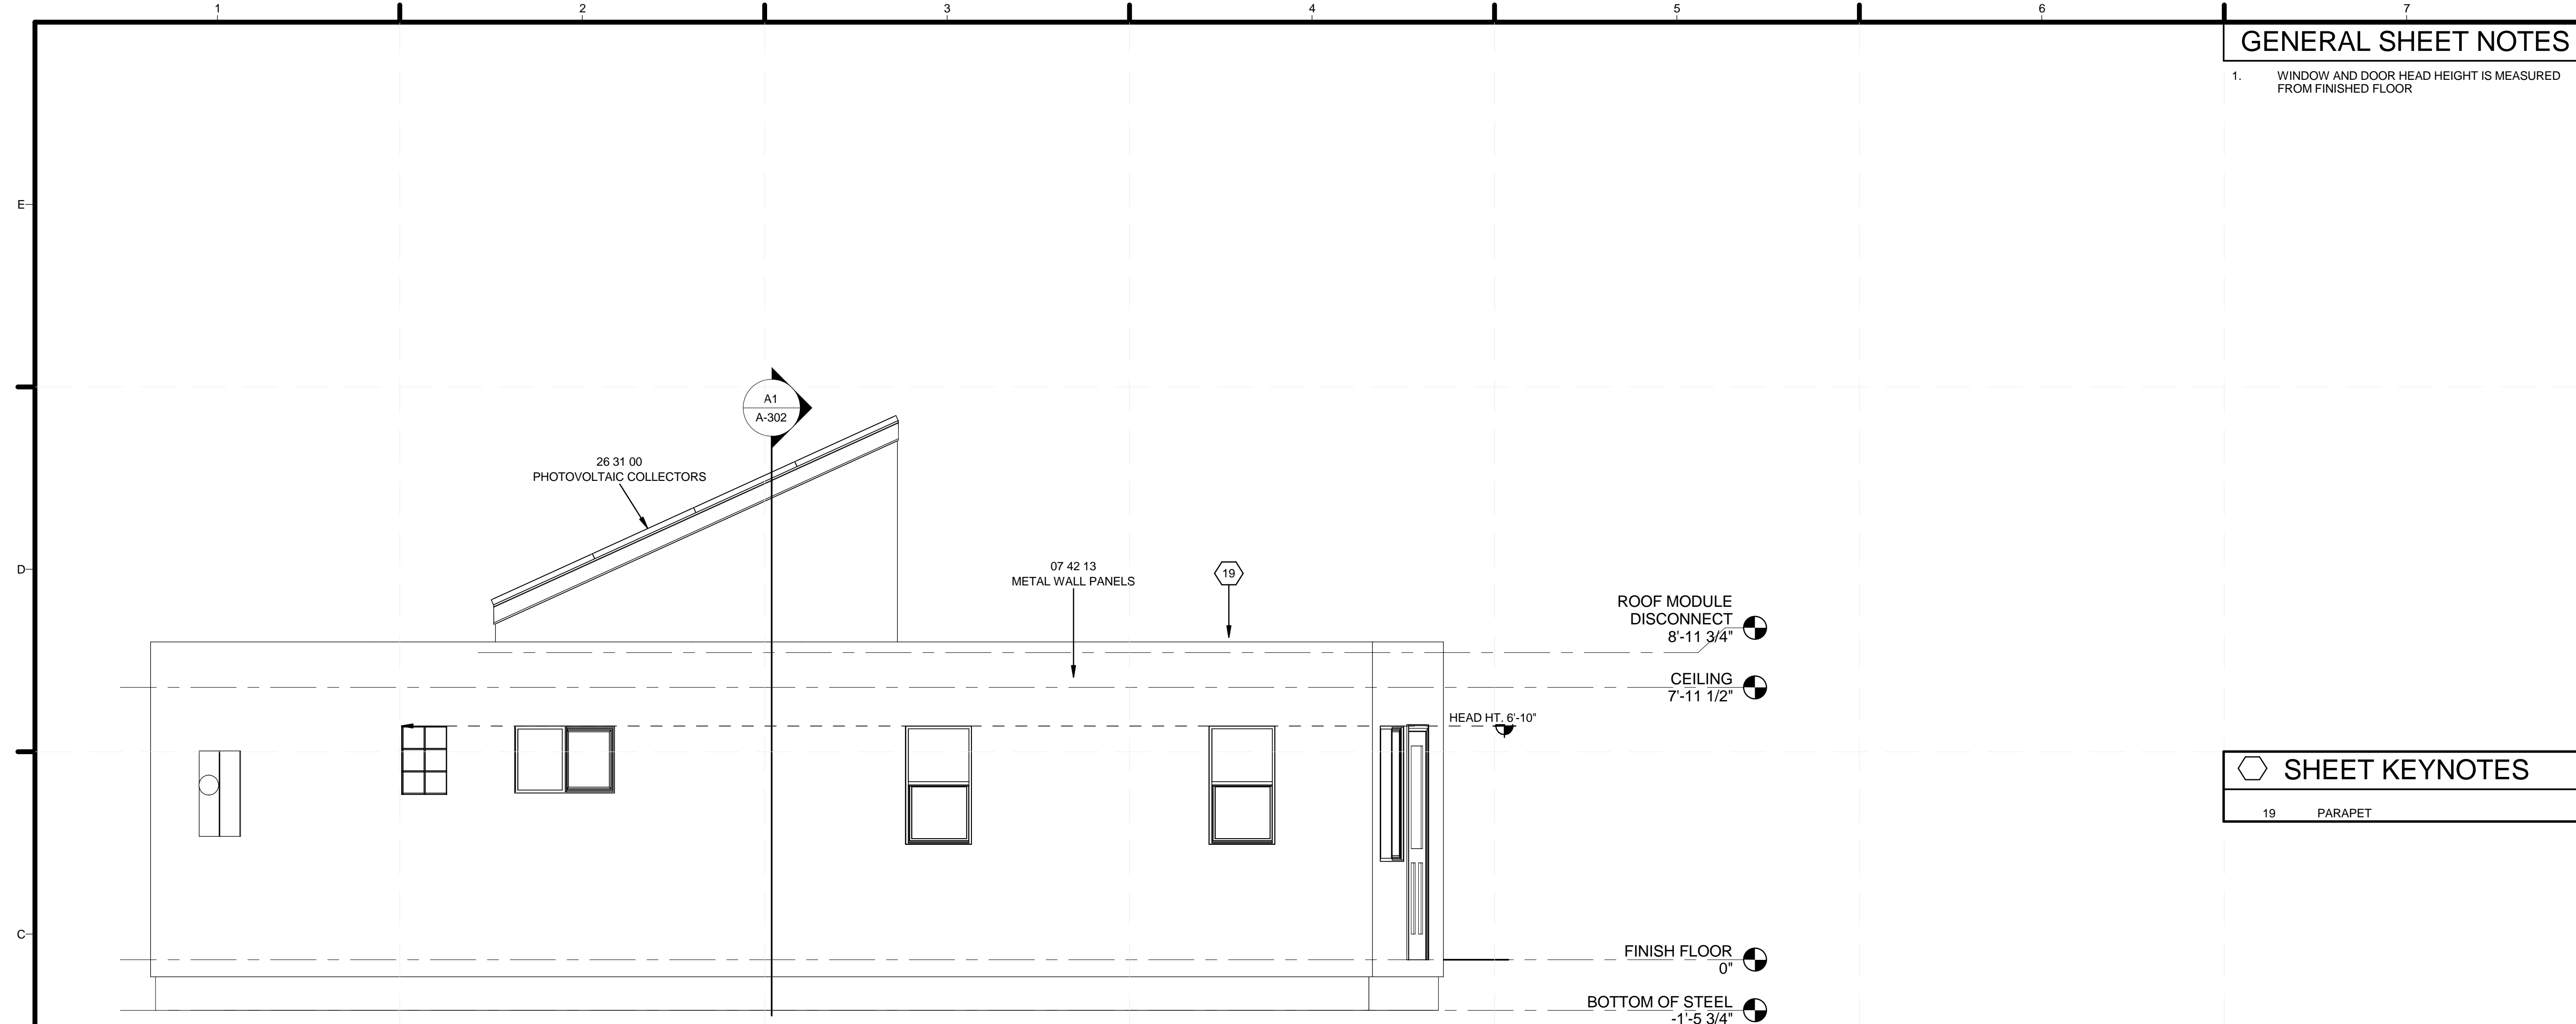 1 2 3 4 5 6 7
GENERAL SHEET NOTES
1. WINDOW AND DOOR HEAD HEIGHT IS MEASURED
FROM FINISHED FLOOR
E
A1
A-302
26 31 00
PHOTOVOLTAIC COLLECTORS
D
07 42 13
METAL WALL PANELS
19
ROOF MODULE
DISCONNECT
8'-11 3/4"
CEILING
7'-11 1/2"
HEAD HT. 6'-10"
SHEET KEYNOTES
19 PARAPET
C
FINISH FLOOR
0"
BOTTOM OF STEEL
-1'-5 3/4"